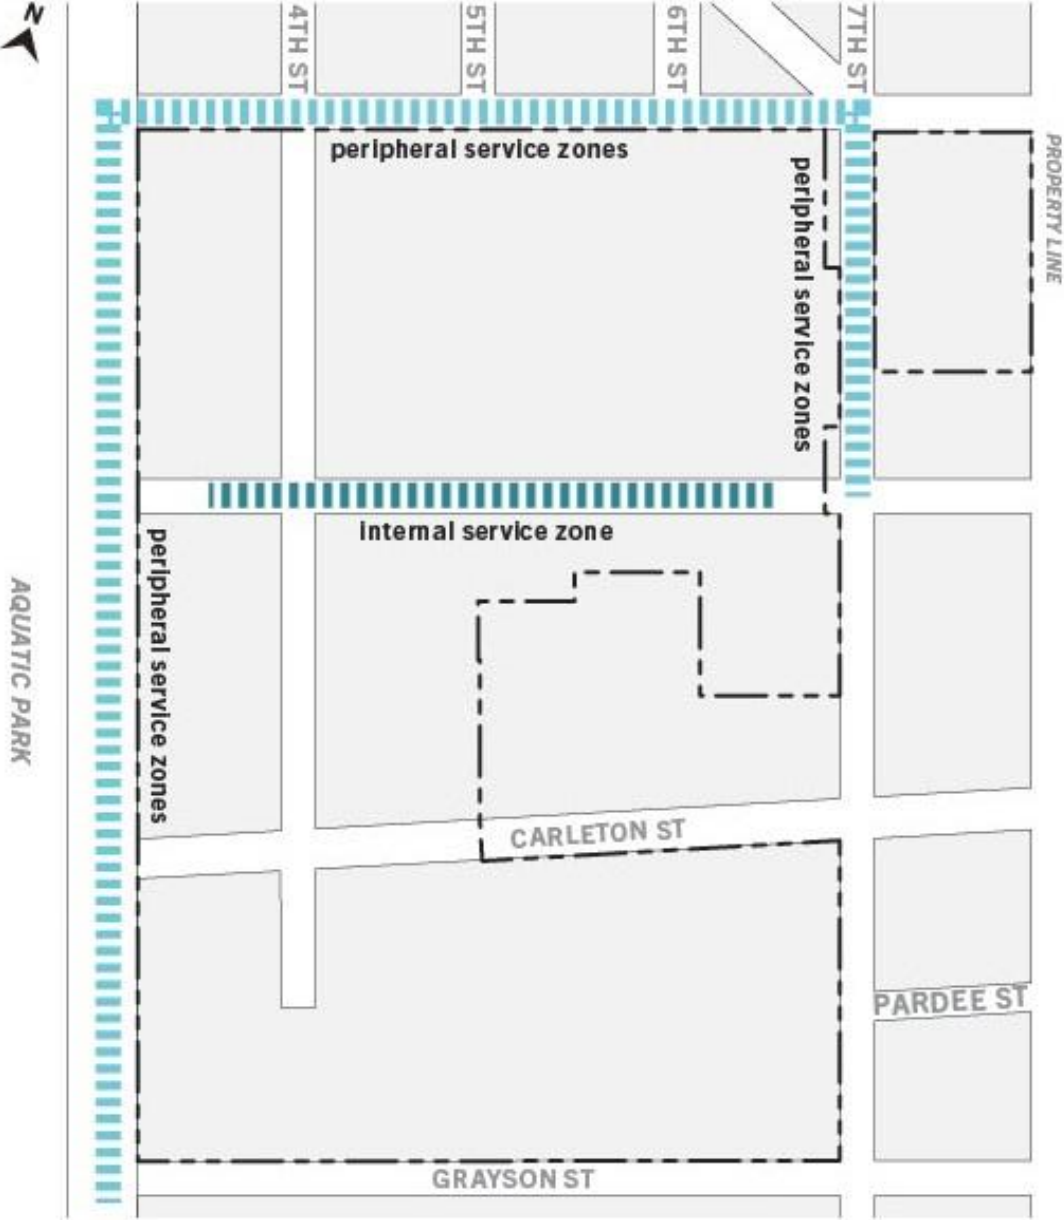 N
4TH ST
5TH ST
6TH ST
7TH ST
peripheral service zones
peripheral service zones
PROPERTY LINE
internal service zone
peripheral service zones
AQUATIC PARK
CARLETON ST
PARDEE ST
GRAYSON ST